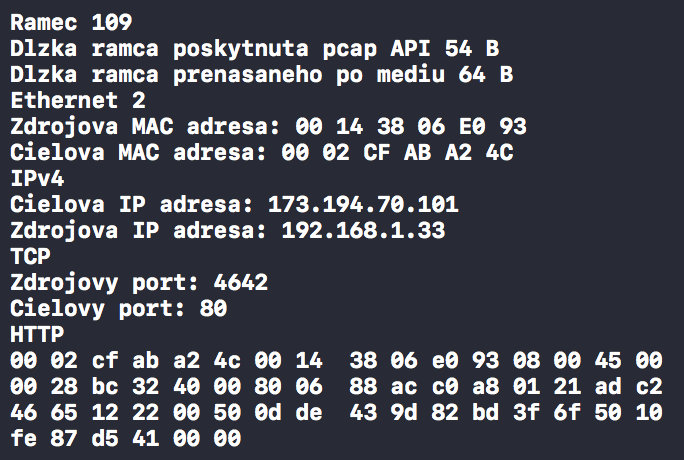 Ramec 109
Dlzka ramca poskytnuta pcap API 54 B
Dlzka ramca prenasaneho po mediu 64 B
Ethernet 2
Zdrojova MAC adresa: 00 14 38 06 E0 93
Cielova MAC adresa: 00 02 CF AB A2 4C
IPv4
Cielova IP adresa: 173.194.70.101
Zdrojova IP adresa: 192.168.1.33
TCP
Zdrojovy port: 4642
Cielovy port: 80
HTTP
00 02 cf ab a2 4c 00 14  38 06 e0 93 08 00 45 00
00 28 bc 32 40 00 80 06  88 ac c0 a8 01 21 ad c2
46 65 12 22 00 50 0d de  43 9d 82 bd 3f 6f 50 10
fe 87 d5 41 00 00